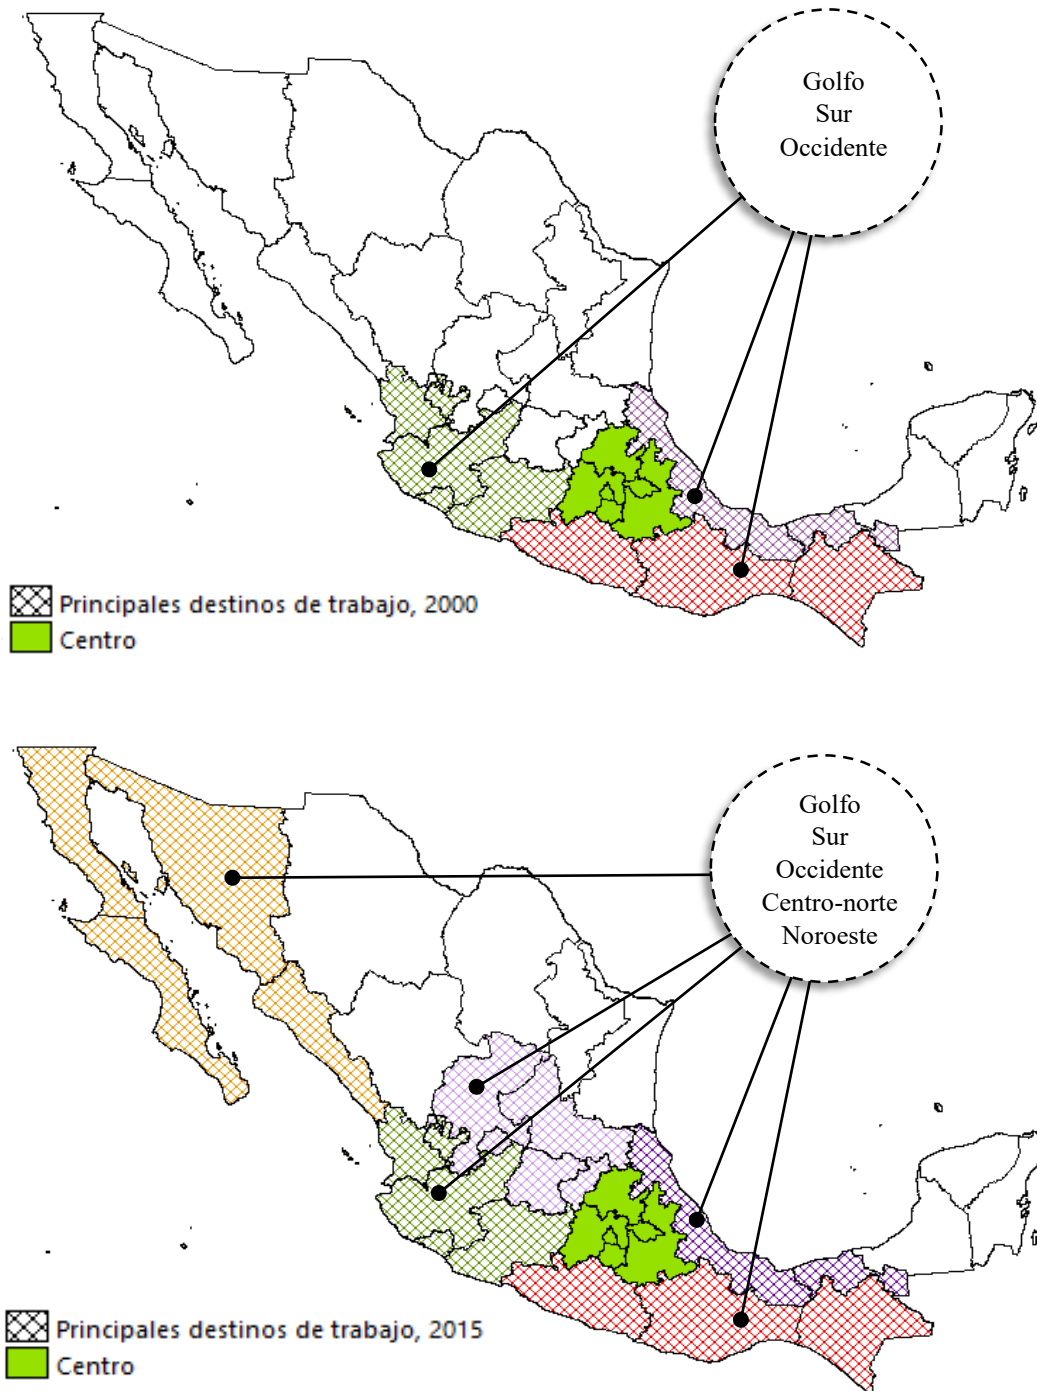 Golfo
Sur
Occidente
Principales destinos de trabajo, 2000
Centro
Golfo
Sur
Occidente
Centro-norte
Noroeste
Principales destinos de trabajo, 2015
Centro